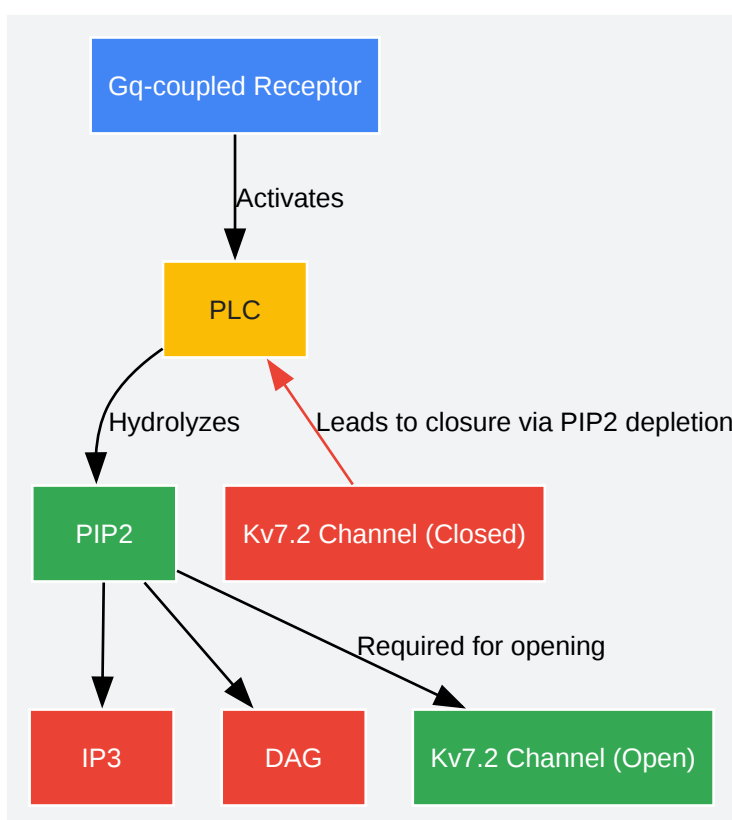 Gq-coupled Receptor
Activates
PLC
Hydrolyzes
Leads to closure via PIP2 depletion
PIP2
Kv7.2 Channel (Closed)
Required for opening
IP3
DAG
Kv7.2 Channel (Open)